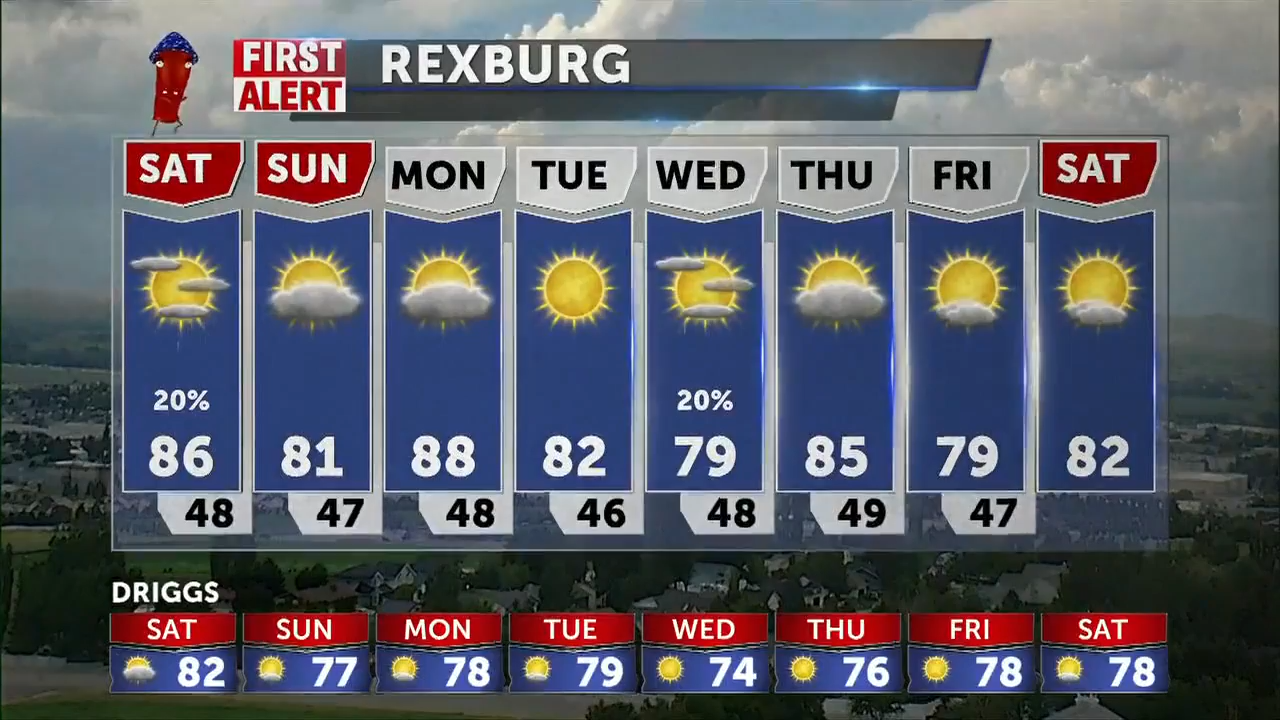 FIRST
ALERT
REXBURG
SAT SUN MON TUE WED THU FRI SAT
20% 20%
86 81 88 82 79 85 79 82
48 47 48 46 48 49 47
DRIGGS
SAT SUN MON TUE WED THU FRI SAT
82 77 78 79 74 76 78 78